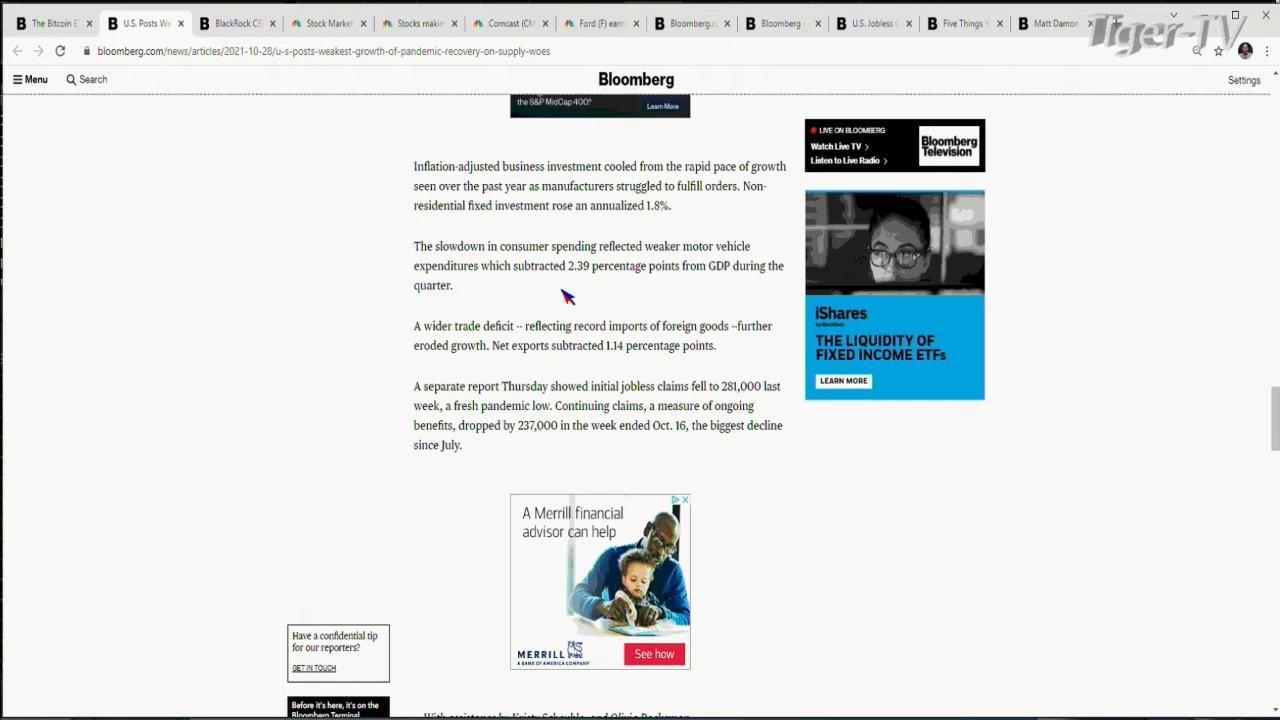 The Bitcoin E
U.S. Posts We
BlackRock CE
Stock Market
Stocks makin
Comcast (CM
Ford (F) earn
Bloomberg.c
Bloomberg -
U.S. Jobless C
Five Things Y
Matt Damon
Tiger-TV
bloomberg.com/news/articles/2021-10-28/u-s-posts-weakest-growth-of-pandemic-recovery-on-supply-woes
Menu
Search
Bloomberg
Settings
the S&P MidCap 400.®
Learn More
Inflation-adjusted business investment cooled from the rapid pace of growth
seen over the past year as manufacturers struggled to fulfill orders. Non-
residential fixed investment rose an annualized 1.8%.
The slowdown in consumer spending reflected weaker motor vehicle
expenditures which subtracted 2.39 percentage points from GDP during the
quarter.
A wider trade deficit -- reflecting record imports of foreign goods --further
eroded growth. Net exports subtracted 1.14 percentage points.
A separate report Thursday showed initial jobless claims fell to 281,000 last
week, a fresh pandemic low. Continuing claims, a measure of ongoing
benefits, dropped by 237,000 in the week ended Oct. 16, the biggest decline
since July.
LIVE ON BLOOMBERG
Watch Live TV
Listen to Live Radio
Bloomberg
Television
iShares
by BlackRock
THE LIQUIDITY OF
FIXED INCOME ETFs
LEARN MORE
A Merrill financial
advisor can help
MERRILL
A BANK OF AMERICA COMPANY
See how
Have a confidential tip
for our reporters?
GET IN TOUCH
Before it's here, it's on the
Bloomberg Terminal
With assistance by